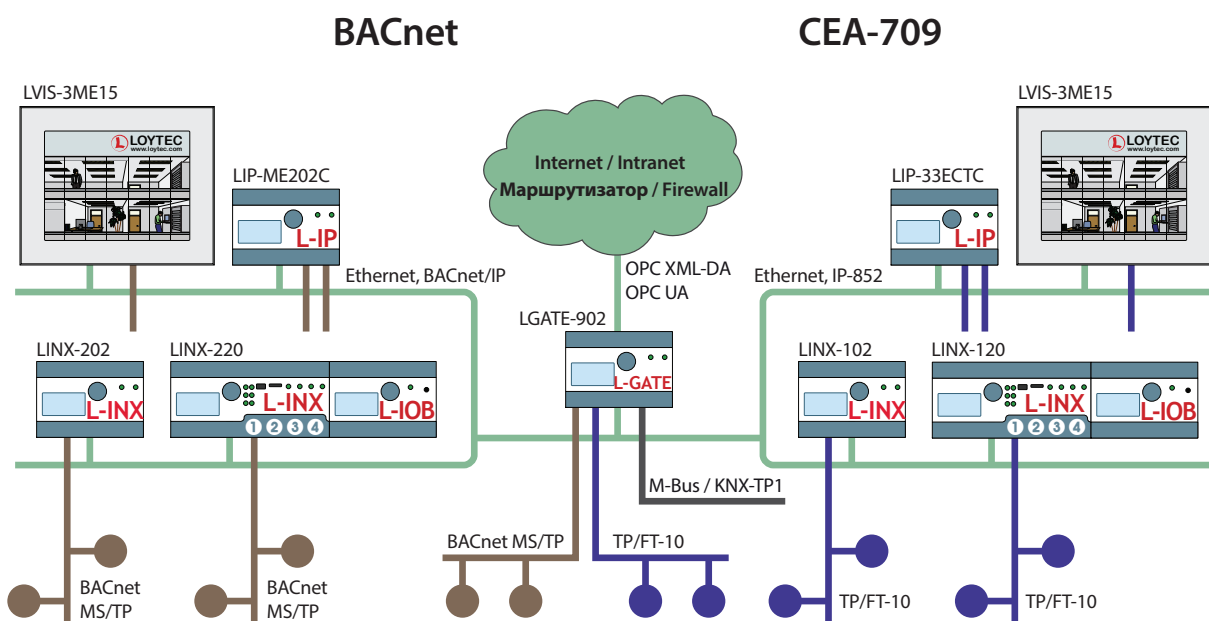 BACnet
CEA-709
LVIS-3ME15
LOYTEC
www.loytec.com
LIP-ME202C
L-IP
Ethernet, BACnet/IP
Internet / Intranet
Маршрутизатор / Firewall
OPC XML-DA
OPC UA
LIP-33ECTC
L-IP
Ethernet, IP-852
LVIS-3ME15
LOYTEC
www.loytec.com
LINX-202
L-INX
LINX-220
L-INX
1 2 3 4
L-IOB
LGATE-902
L-GATE
LINX-102
L-INX
LINX-120
L-INX
1 2 3 4
L-IOB
M-Bus / KNX-TP1
BACnet MS/TP
TP/FT-10
BACnet
MS/TP
BACnet
MS/TP
TP/FT-10
TP/FT-10